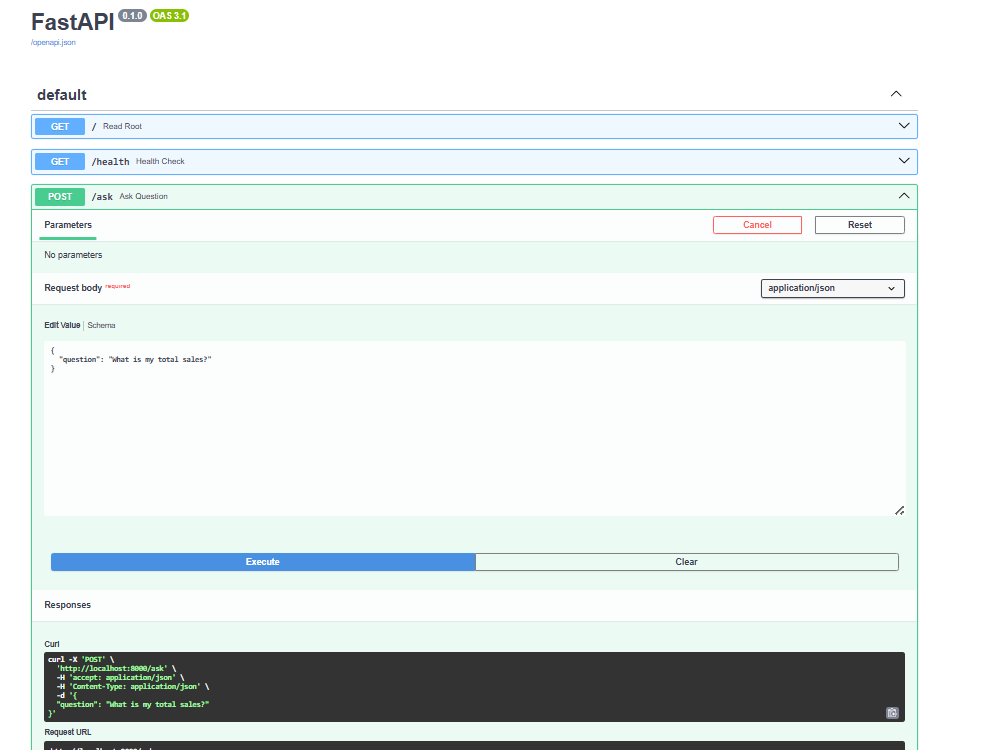 FastAPI 0.1.0 OAS 3.1
/openapi.json
default
GET / Read Root
GET /health Health Check
POST /ask Ask Question
Parameters Cancel Reset
No parameters
Request body required application/json
Edit Value | Schema
{
  "question": "What is my total sales?"
}
Execute Clear
Responses
Curl
curl -X 'POST' \
  'http://localhost:8000/ask' \
  -H 'accept: application/json' \
  -H 'Content-Type: application/json' \
  -d '{
  "question": "What is my total sales?"
}'
Request URL